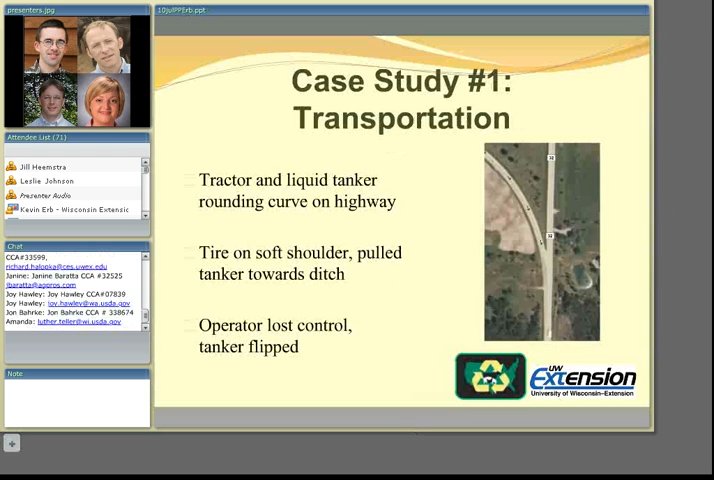 presenters.jpg
Attendee List (71)
Jill Heemstra
Leslie Johnson
Presenter Audio
Kevin Erb - Wisconsin Extensic
Chat
CCA#33599,
richard.halopka@ces.uwex.edu
Janine: Janine Baratta CCA #32525
jbaratta@agpros.com
Joy Hawley: Joy Hawley CCA#07839
Joy Hawley: joy.hawley@wa.usda.gov
Jon Bahrke: Jon Bahrke CCA # 338674
Amanda: luther.teller@wi.usda.gov
Note
10julPPErb.ppt
Case Study #1:
Transportation
Tractor and liquid tanker
rounding curve on highway
Tire on soft shoulder, pulled
tanker towards ditch
Operator lost control,
tanker flipped
UW
Extension
University of Wisconsin–Extension